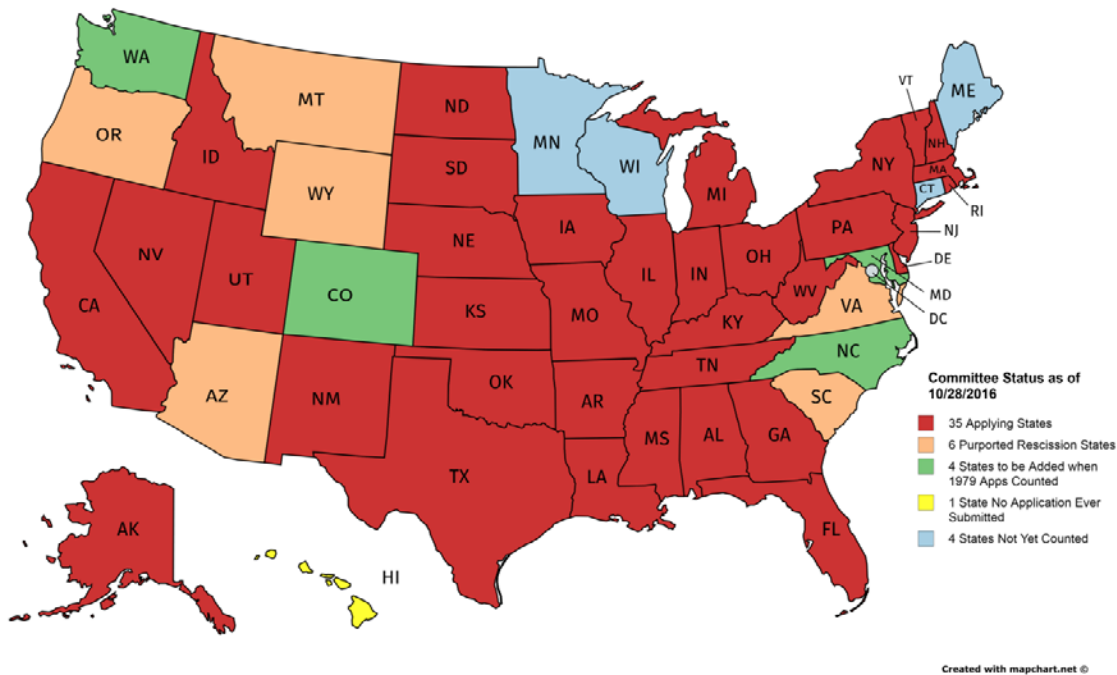 WA
MT
ND
MN
ME
VT
OR
ID
SD
WI
NH
NY
MA
WY
MI
CT
RI
IA
PA
NJ
NE
NV
UT
CO
IL
IN
OH
DE
CA
KS
MO
WV
VA
MD
KY
DC
NC
TN
AZ
NM
OK
AR
SC
MS
AL
GA
TX
LA
AK
FL
HI
Committee Status as of
10/28/2016
35 Applying States
6 Purported Rescission States
4 States to be Added when
1979 Apps Counted
1 State No Application Ever
Submitted
4 States Not Yet Counted
Created with mapchart.net ©